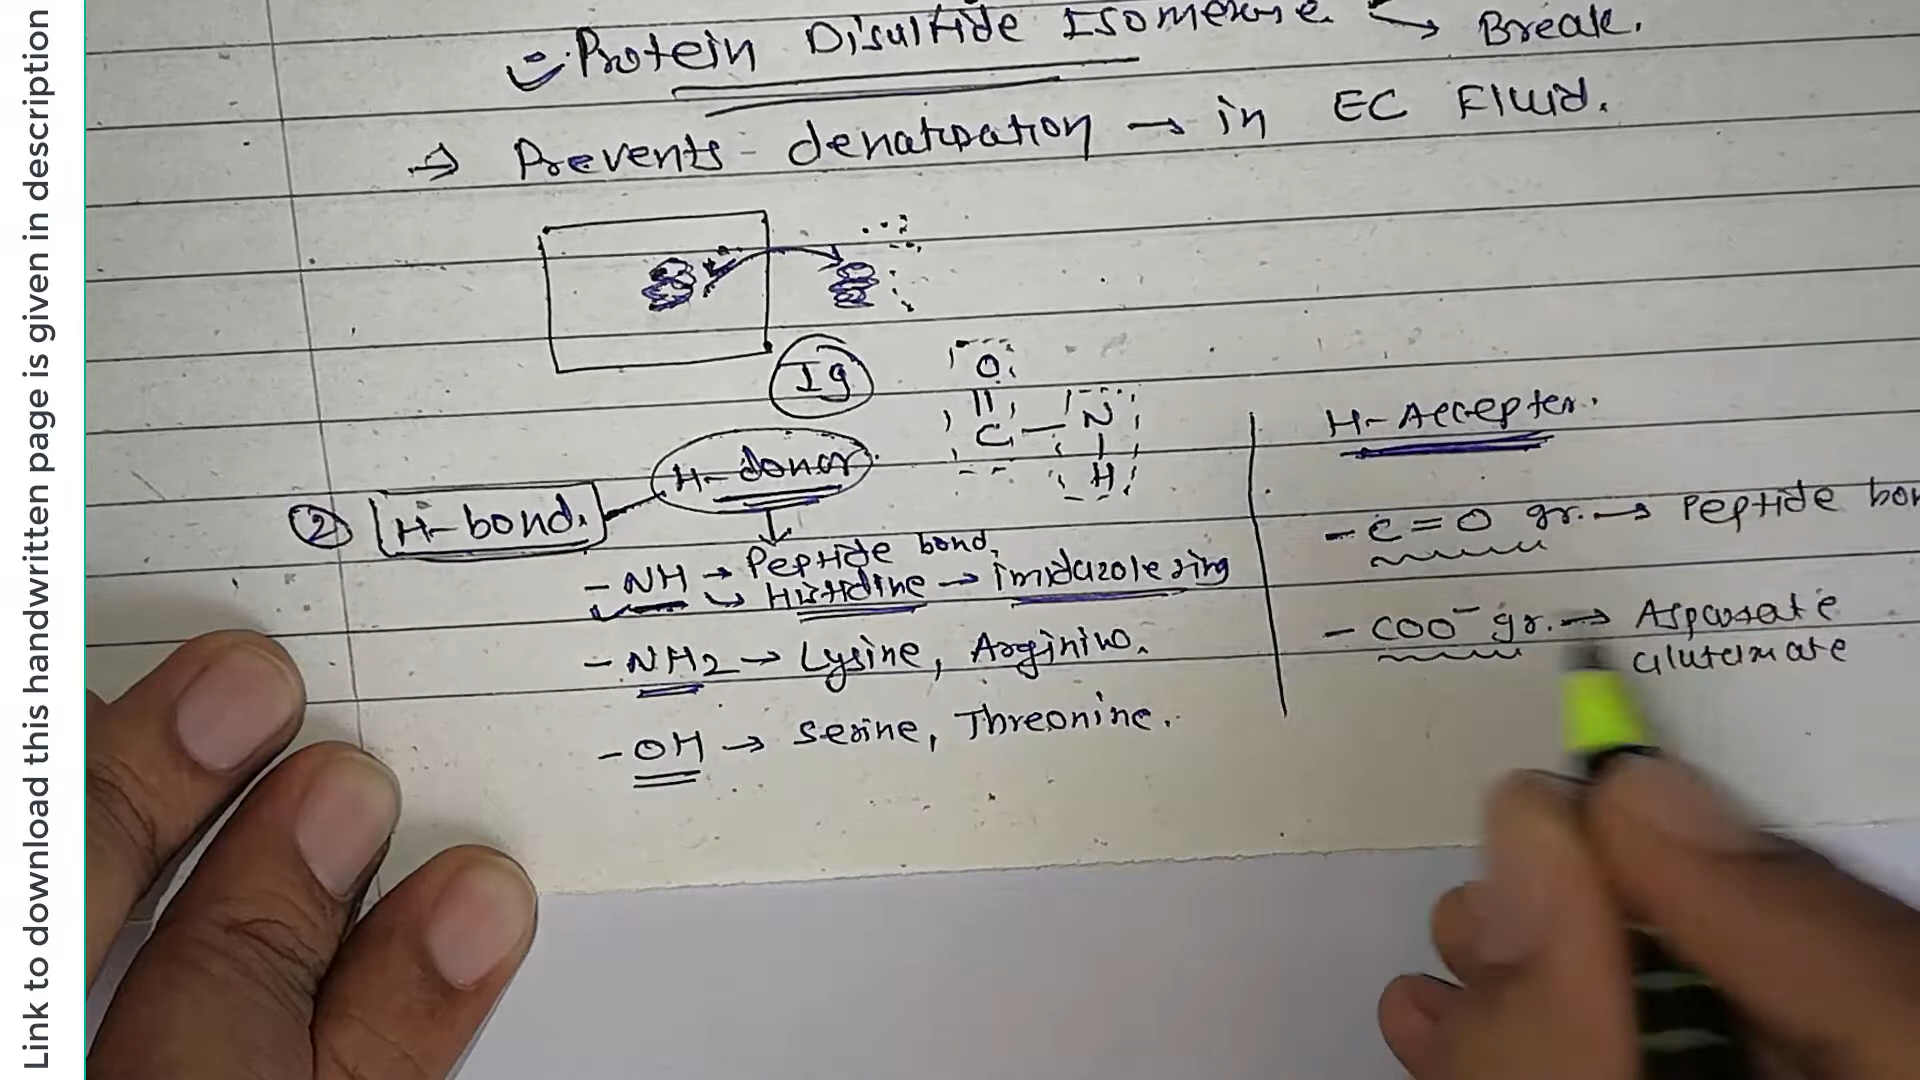 Link to download this handwritten page is given in description
Protein Disulfide Isomerase. → Break.
→ Prevents denaturation → in EC Fluid.
Ig
O
C — N
H
② H-bond.
H-donor
-NH → Peptide bond.
↘ Histidine → imidazole ring
-NH2 → Lysine, Arginine.
-OH → Serine, Threonine.
H-Accepter.
-C=O gr. → Peptide bon
-COO⁻ gr. → Aspartate
Glutamate